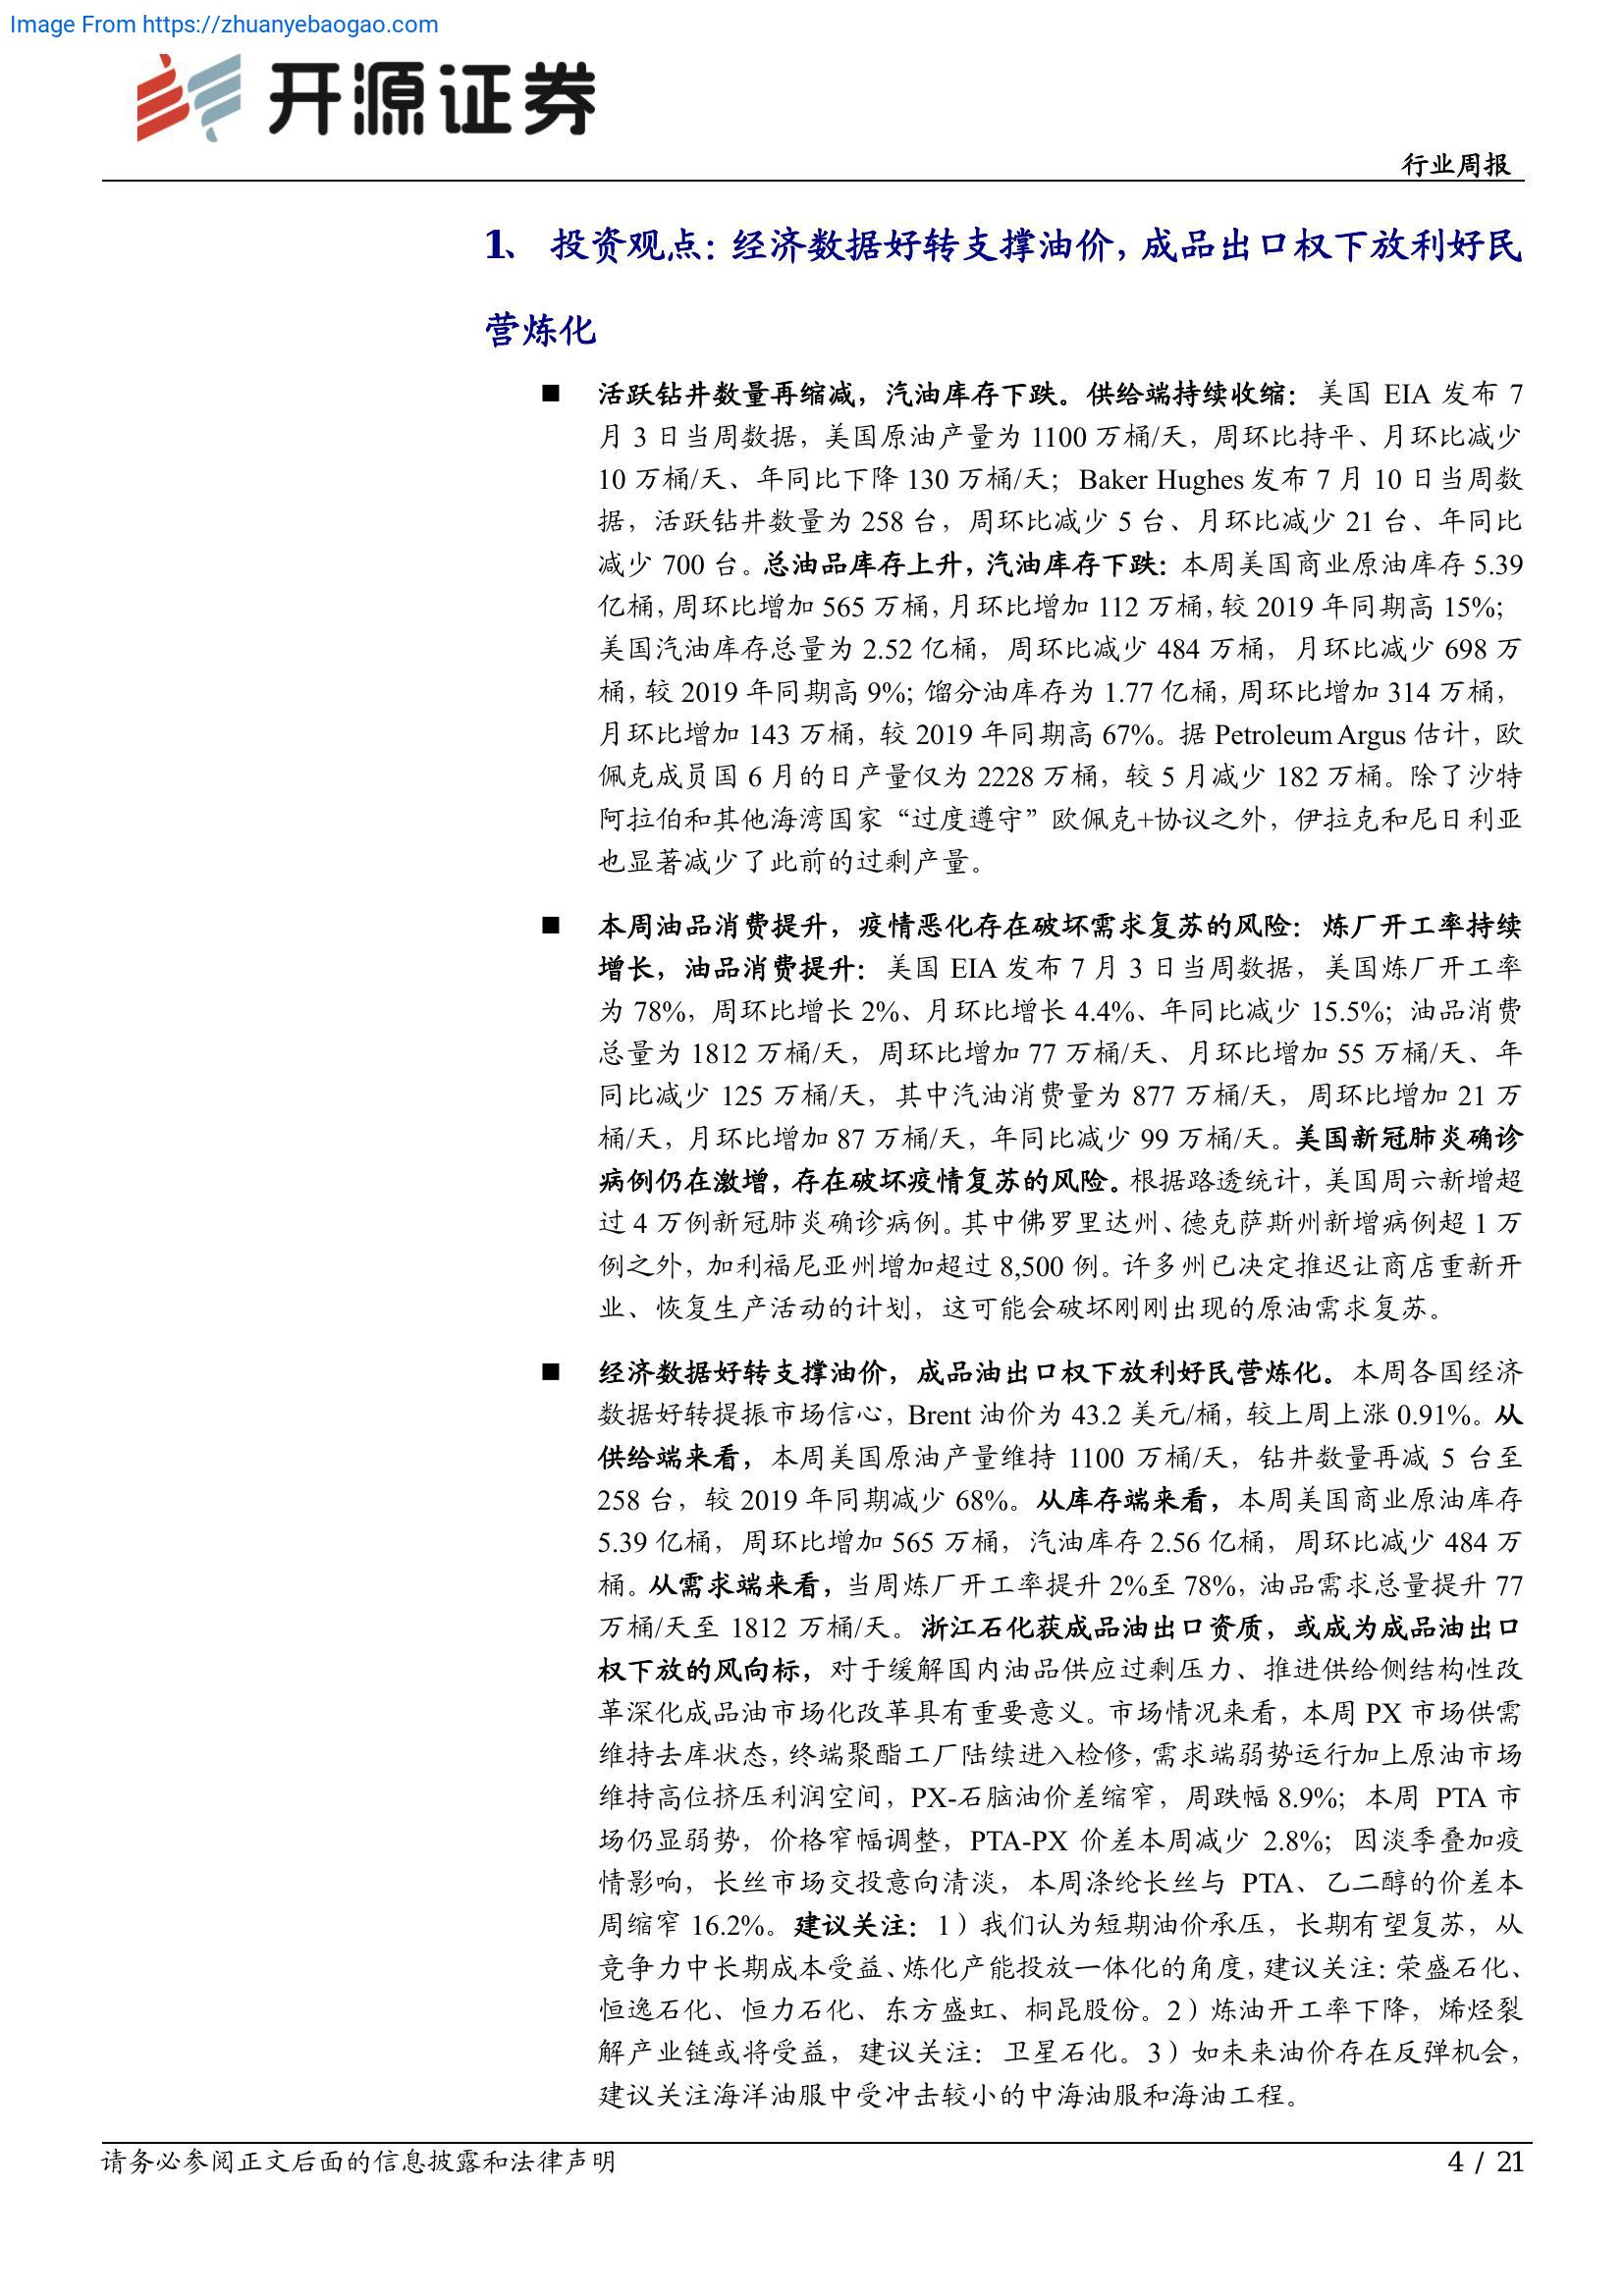 Image From https://zhuanyebaogao.com
开源证券
行业周报
1、 投资观点：经济数据好转支撑油价，成品出口权下放利好民
营炼化
■ 活跃钻井数量再缩减，汽油库存下跌。供给端持续收缩：美国 EIA 发布 7
月 3 日当周数据，美国原油产量为 1100 万桶/天，周环比持平、月环比减少
10 万桶/天、年同比下降 130 万桶/天；Baker Hughes 发布 7 月 10 日当周数
据，活跃钻井数量为 258 台，周环比减少 5 台、月环比减少 21 台、年同比
减少 700 台。总油品库存上升，汽油库存下跌：本周美国商业原油库存 5.39
亿桶，周环比增加 565 万桶，月环比增加 112 万桶，较 2019 年同期高 15%；
美国汽油库存总量为 2.52 亿桶，周环比减少 484 万桶，月环比减少 698 万
桶，较 2019 年同期高 9%；馏分油库存为 1.77 亿桶，周环比增加 314 万桶，
月环比增加 143 万桶，较 2019 年同期高 67%。据 Petroleum Argus 估计，欧
佩克成员国 6 月的日产量仅为 2228 万桶，较 5 月减少 182 万桶。除了沙特
阿拉伯和其他海湾国家“过度遵守”欧佩克+协议之外，伊拉克和尼日利亚
也显著减少了此前的过剩产量。
■ 本周油品消费提升，疫情恶化存在破坏需求复苏的风险：炼厂开工率持续
增长，油品消费提升：美国 EIA 发布 7 月 3 日当周数据，美国炼厂开工率
为 78%，周环比增长 2%、月环比增长 4.4%、年同比减少 15.5%；油品消费
总量为 1812 万桶/天，周环比增加 77 万桶/天、月环比增加 55 万桶/天、年
同比减少 125 万桶/天，其中汽油消费量为 877 万桶/天，周环比增加 21 万
桶/天，月环比增加 87 万桶/天，年同比减少 99 万桶/天。美国新冠肺炎确诊
病例仍在激增，存在破坏疫情复苏的风险。根据路透统计，美国周六新增超
过 4 万例新冠肺炎确诊病例。其中佛罗里达州、德克萨斯州新增病例超 1 万
例之外，加利福尼亚州增加超过 8,500 例。许多州已决定推迟让商店重新开
业、恢复生产活动的计划，这可能会破坏刚刚出现的原油需求复苏。
■ 经济数据好转支撑油价，成品油出口权下放利好民营炼化。本周各国经济
数据好转提振市场信心，Brent 油价为 43.2 美元/桶，较上周上涨 0.91%。从
供给端来看，本周美国原油产量维持 1100 万桶/天，钻井数量再减 5 台至
258 台，较 2019 年同期减少 68%。从库存端来看，本周美国商业原油库存
5.39 亿桶，周环比增加 565 万桶，汽油库存 2.56 亿桶，周环比减少 484 万
桶。从需求端来看，当周炼厂开工率提升 2%至 78%，油品需求总量提升 77
万桶/天至 1812 万桶/天。浙江石化获成品油出口资质，或成为成品油出口
权下放的风向标，对于缓解国内油品供应过剩压力、推进供给侧结构性改
革深化成品油市场化改革具有重要意义。市场情况来看，本周 PX 市场供需
维持去库状态，终端聚酯工厂陆续进入检修，需求端弱势运行加上原油市场
维持高位挤压利润空间，PX-石脑油价差缩窄，周跌幅 8.9%；本周 PTA 市
场仍显弱势，价格窄幅调整，PTA-PX 价差本周减少 2.8%；因淡季叠加疫
情影响，长丝市场交投意向清淡，本周涤纶长丝与 PTA、乙二醇的价差本
周缩窄 16.2%。建议关注：1）我们认为短期油价承压，长期有望复苏，从
竞争力中长期成本受益、炼化产能投放一体化的角度，建议关注：荣盛石化、
恒逸石化、恒力石化、东方盛虹、桐昆股份。2）炼油开工率下降，烯烃裂
解产业链或将受益，建议关注：卫星石化。3）如未来油价存在反弹机会，
建议关注海洋油服中受冲击较小的中海油服和海油工程。
请务必参阅正文后面的信息披露和法律声明
4 / 21